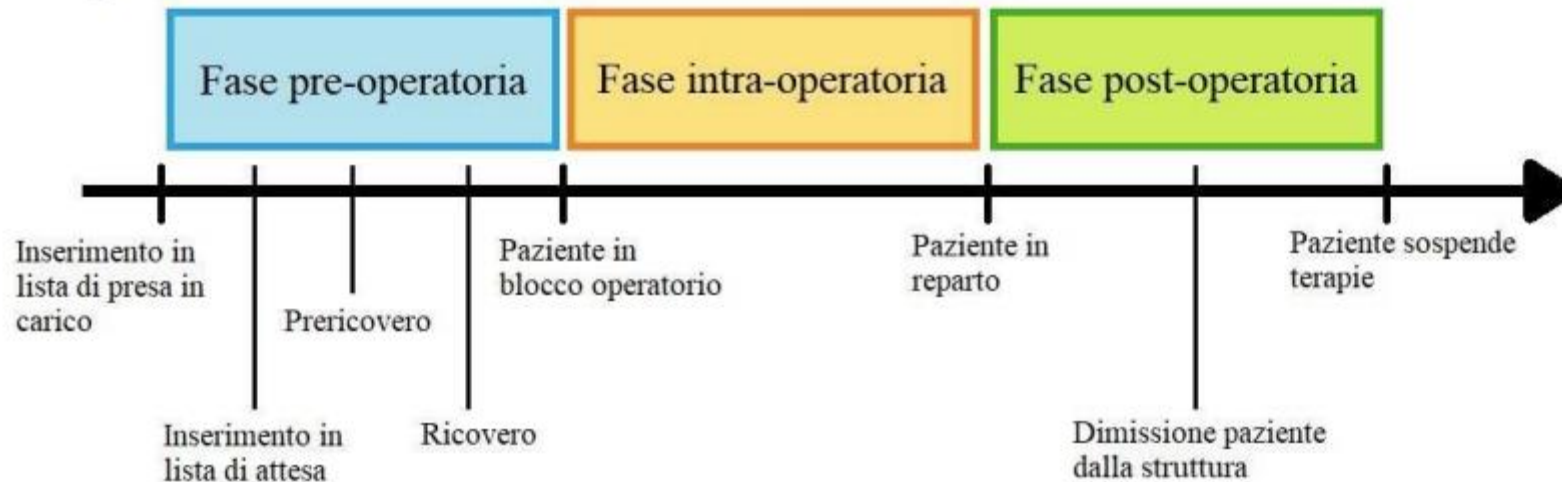 Fase pre-operatoria
Fase intra-operatoria
Fase post-operatoria
Inserimento in
lista di presa in
carico
Inserimento in
lista di attesa
Prericovero
Ricovero
Paziente in
blocco operatorio
Paziente in
reparto
Dimissione paziente
dalla struttura
Paziente sospende
terapie